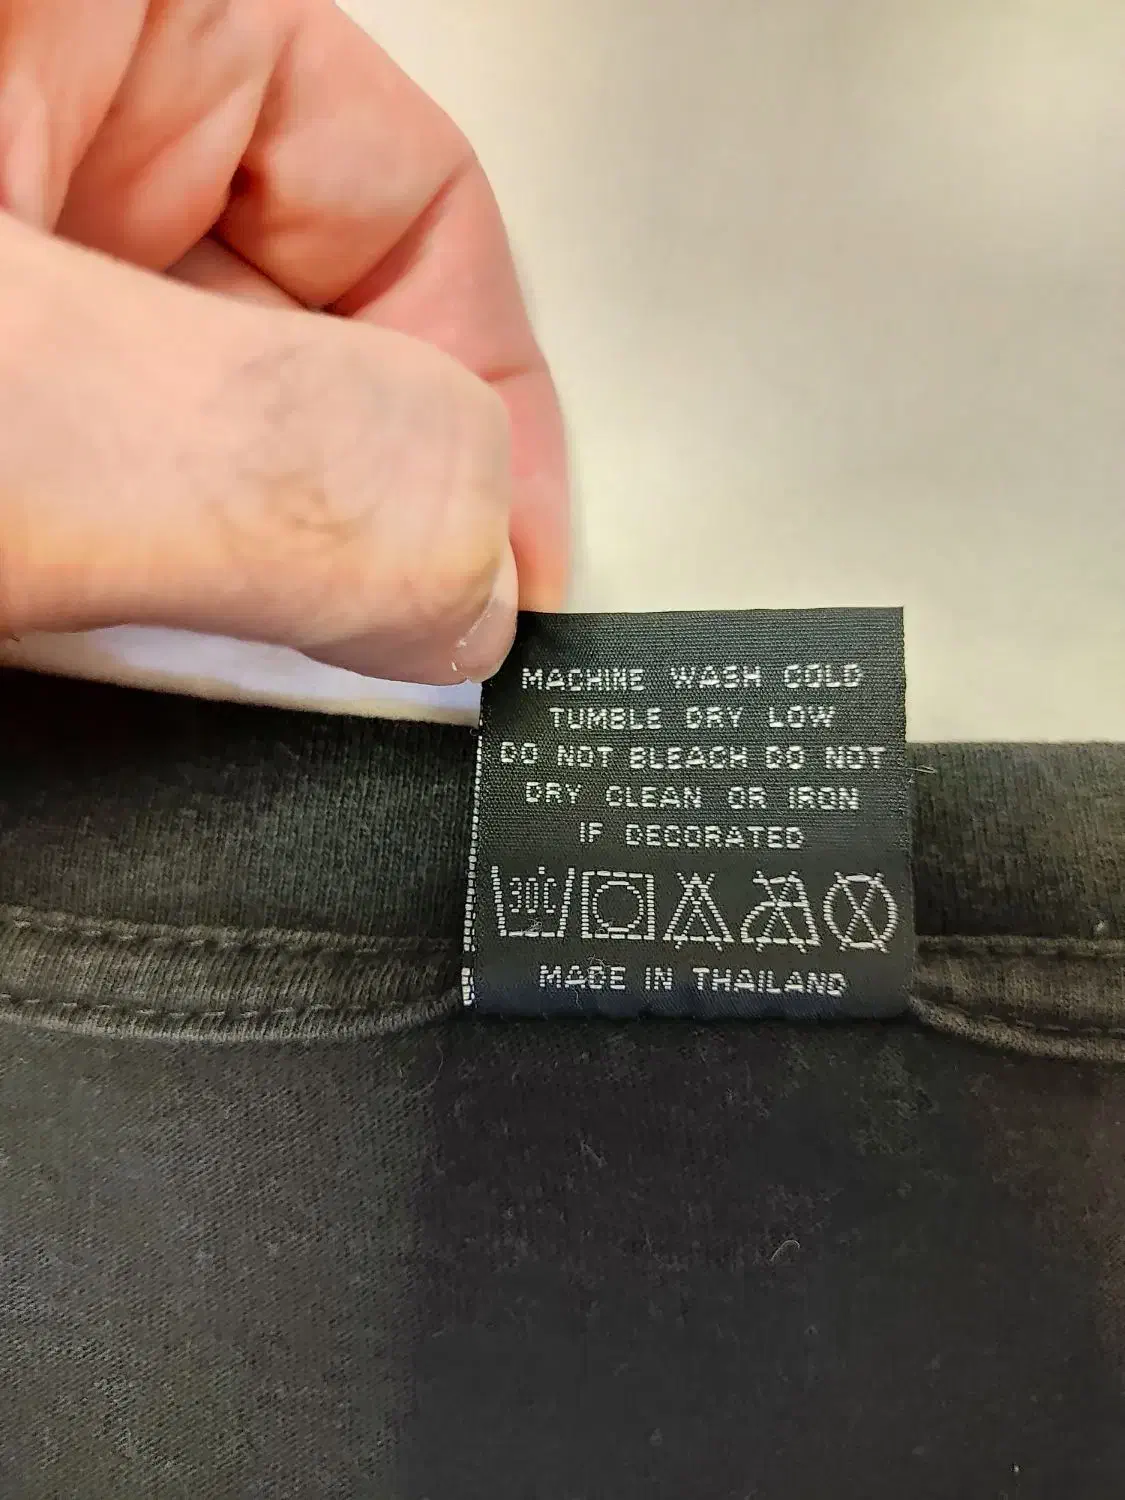 MACHINE WASH COLD
TUMBLE DRY LOW
DO NOT BLEACH DO NOT
DRY CLEAN OR IRON
IF DECORATED
30°C
MADE IN THAILAND